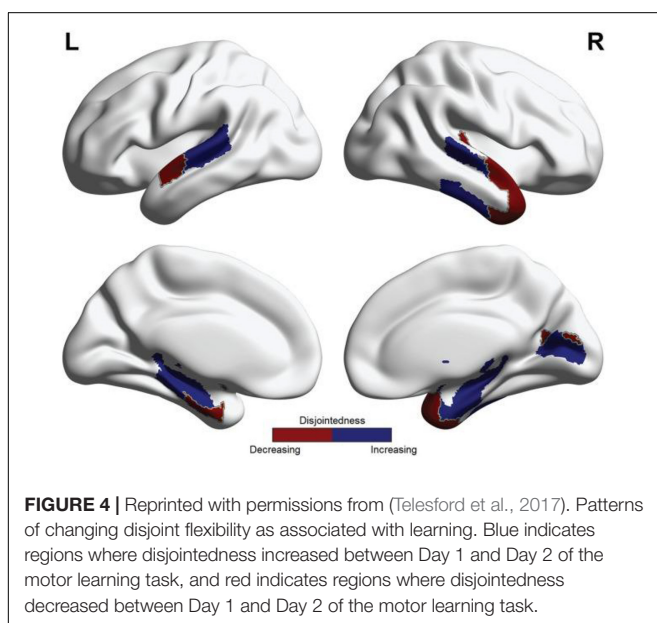 L R
Disjointedness
Decreasing Increasing
FIGURE 4 | Reprinted with permissions from (Telesford et al., 2017). Patterns
of changing disjoint flexibility as associated with learning. Blue indicates
regions where disjointedness increased between Day 1 and Day 2 of the
motor learning task, and red indicates regions where disjointedness
decreased between Day 1 and Day 2 of the motor learning task.